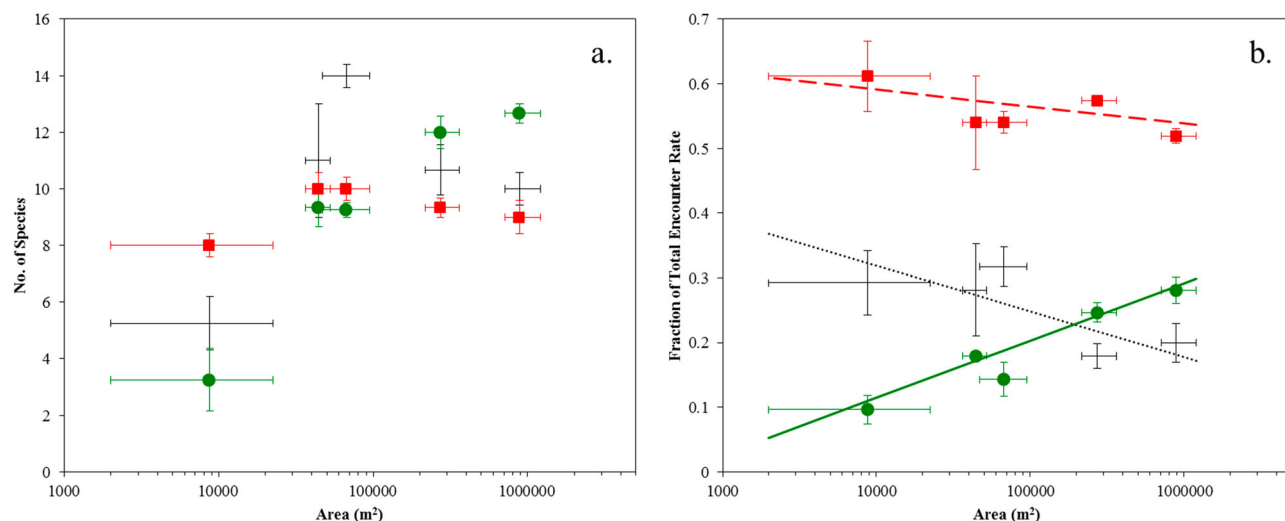 a.
No. of Species
16
14
12
10
8
6
4
2
0
1000 10000 100000 1000000
Area (m²)
b.
Fraction of Total Encounter Rate
0.7
0.6
0.5
0.4
0.3
0.2
0.1
0
1000 10000 100000 1000000
Area (m²)